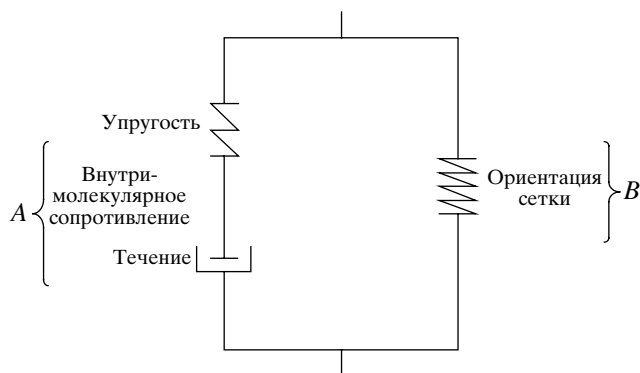 Упругость
Внутри-
молекулярное
сопротивление
A
Течение
Ориентация
сетки
B